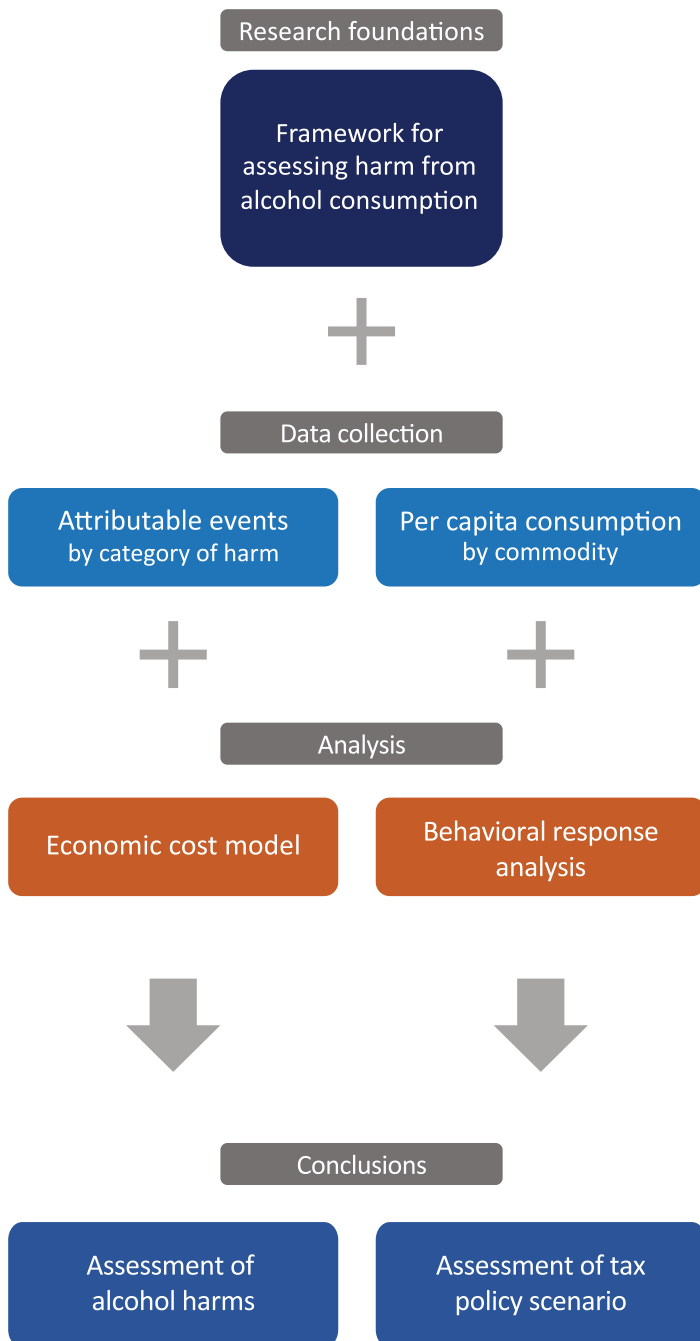 Research foundations
Framework for
assessing harm from
alcohol consumption
Data collection
Attributable events
by category of harm
Per capita consumption
by commodity
Analysis
Economic cost model
Behavioral response
analysis
Conclusions
Assessment of
alcohol harms
Assessment of tax
policy scenario